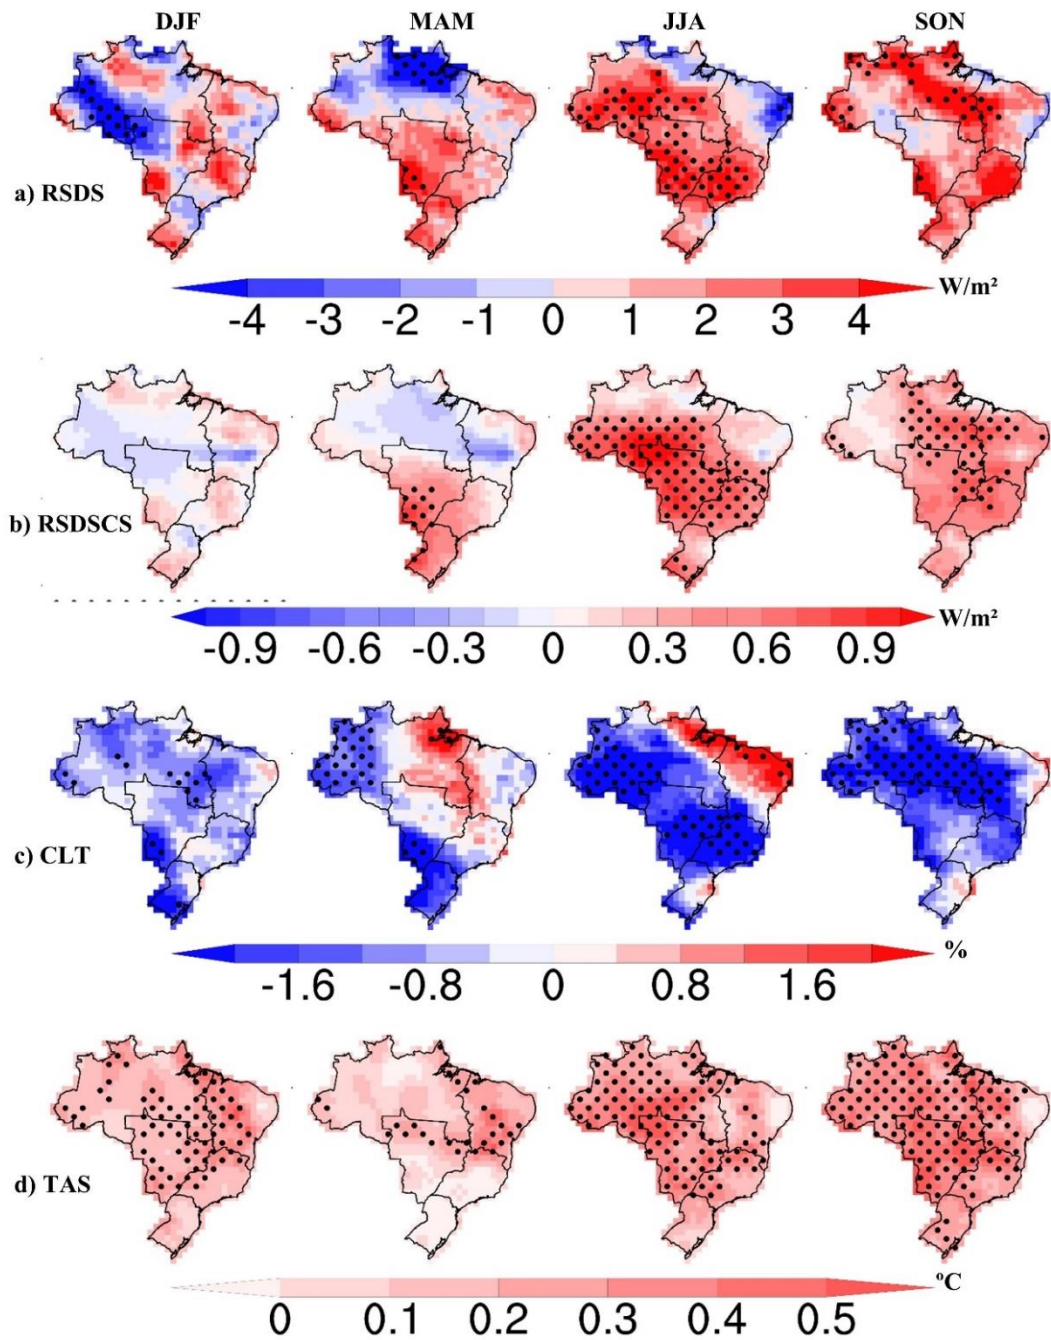 DJF MAM JJA SON
a) RSDS
W/m²
-4 -3 -2 -1 0 1 2 3 4
b) RSDSCS
W/m²
-0.9 -0.6 -0.3 0 0.3 0.6 0.9
c) CLT
%
-1.6 -0.8 0 0.8 1.6
d) TAS
ºC
0 0.1 0.2 0.3 0.4 0.5